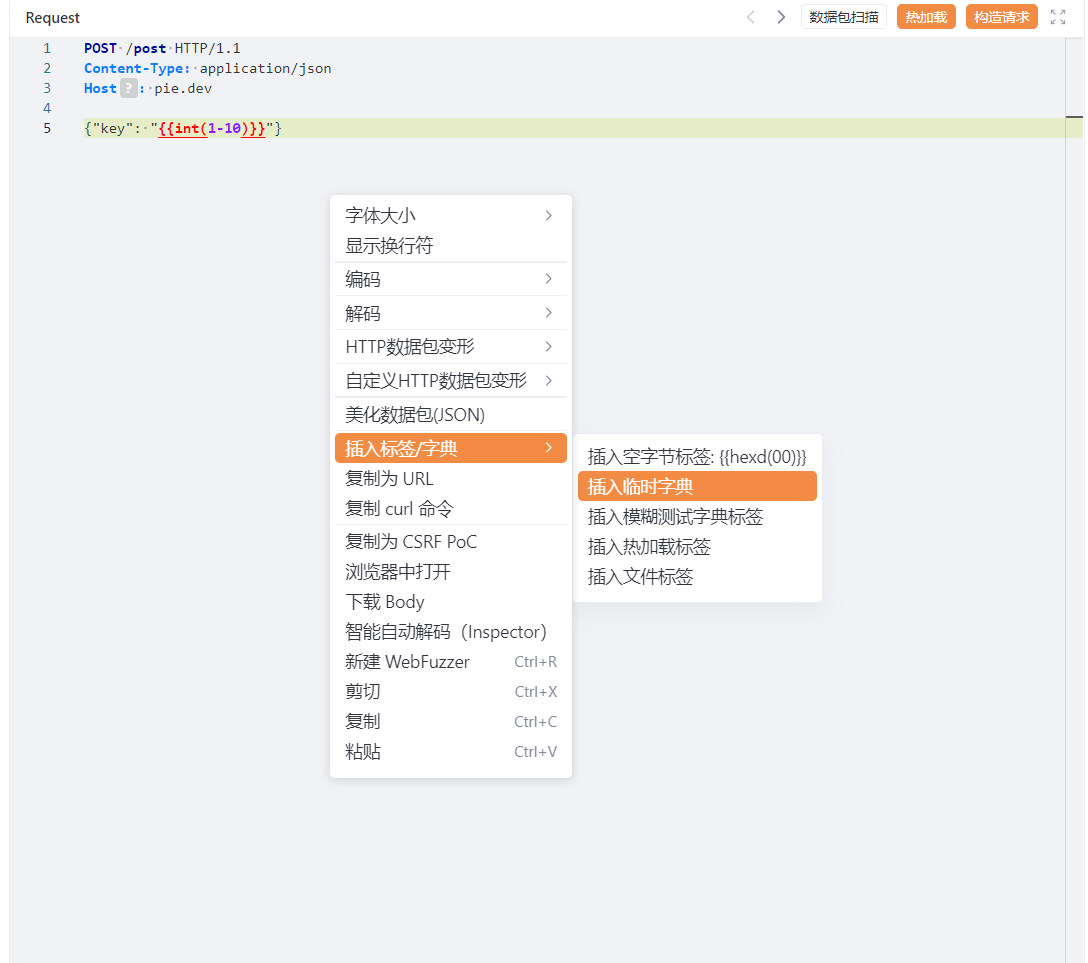 Request
数据包扫描
热加载
构造请求
1 POST /post HTTP/1.1
2 Content-Type: application/json
3 Host ? : pie.dev
4
5 {"key": "{{int(1-10)}}"}
字体大小
显示换行符
编码
解码
HTTP数据包变形
自定义HTTP数据包变形
美化数据包(JSON)
插入标签/字典
复制为 URL
复制 curl 命令
复制为 CSRF PoC
浏览器中打开
下载 Body
智能自动解码（Inspector）
新建 WebFuzzer Ctrl+R
剪切 Ctrl+X
复制 Ctrl+C
粘贴 Ctrl+V
插入空字节标签: {{hexd(00)}}
插入临时字典
插入模糊测试字典标签
插入热加载标签
插入文件标签